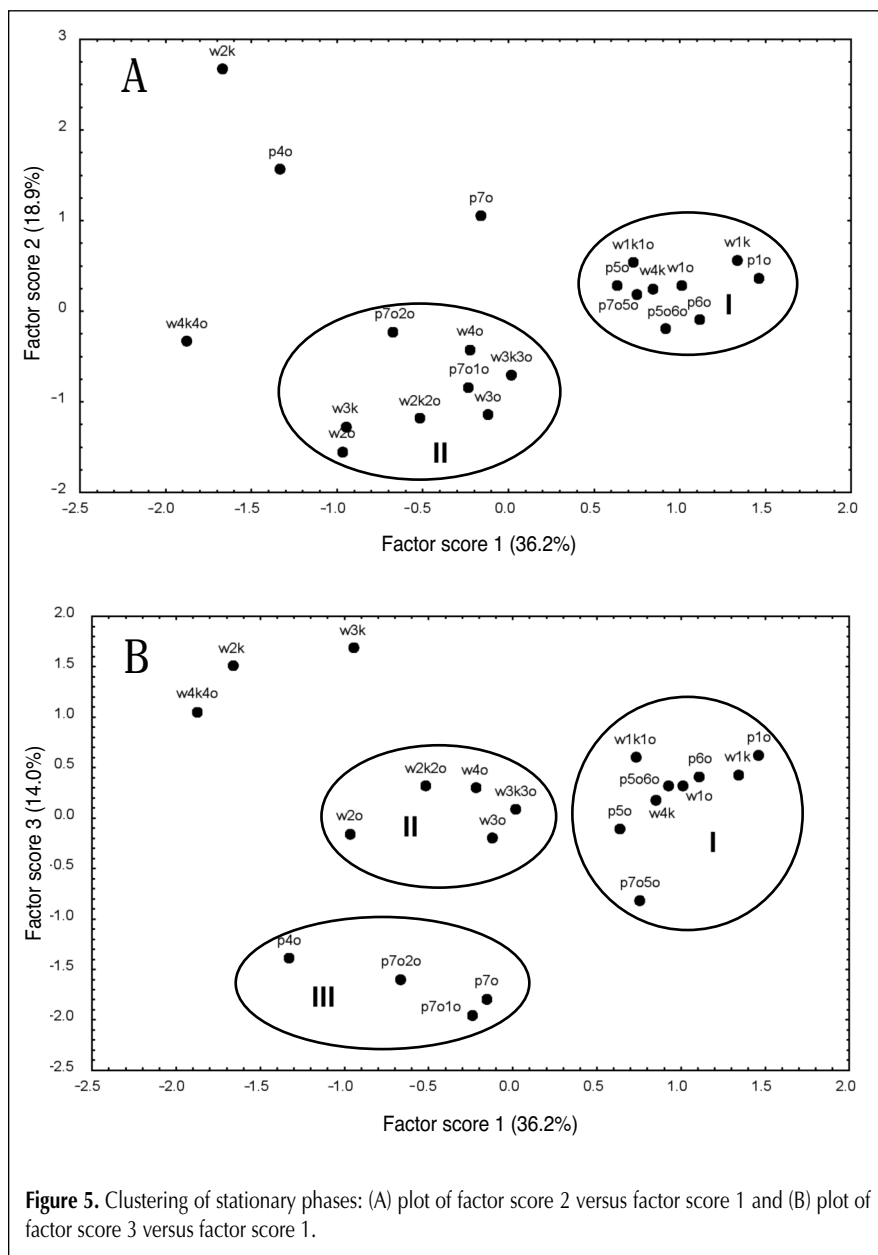 A
3
2
1
0
−1
−2
Factor score 2 (18.9%)
w2k
p4o
p7o
w1k1o
w1k
p5o
w4k
w1o
p1o
p7o5o
p5o6o
p6o
I
w4k4o
p7o2o
w4o
w3k3o
p7o1o
w3k
w2k2o
w3o
w2o
II
−2.5 −2.0 −1.5 −1.0 −0.5 0.0 0.5 1.0 1.5 2.0
Factor score 1 (36.2%)
B
2.0
1.5
1.0
0.5
0.0
-0.5
-1.0
-1.5
-2.0
-2.5
Factor score 3 (14.0%)
w3k
w2k
w4k4o
w1k1o
p1o
p6o
w1k
p5o6o
w1o
w4k
p5o
I
p7o5o
w2k2o
w4o
w3k3o
w2o
w3o
II
p4o
p7o2o
p7o
p7o1o
III
−2.5 −2.0 −1.5 −1.0 −0.5 0.0 0.5 1.0 1.5 2.0
Factor score 1 (36.2%)
Figure 5. Clustering of stationary phases: (A) plot of factor score 2 versus factor score 1 and (B) plot of
factor score 3 versus factor score 1.